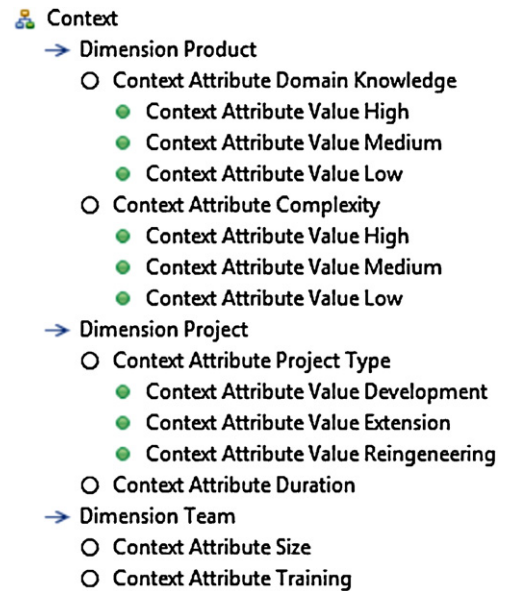 Context
Dimension Product
Context Attribute Domain Knowledge
Context Attribute Value High
Context Attribute Value Medium
Context Attribute Value Low
Context Attribute Complexity
Context Attribute Value High
Context Attribute Value Medium
Context Attribute Value Low
Dimension Project
Context Attribute Project Type
Context Attribute Value Development
Context Attribute Value Extension
Context Attribute Value Reingeneering
Context Attribute Duration
Dimension Team
Context Attribute Size
Context Attribute Training